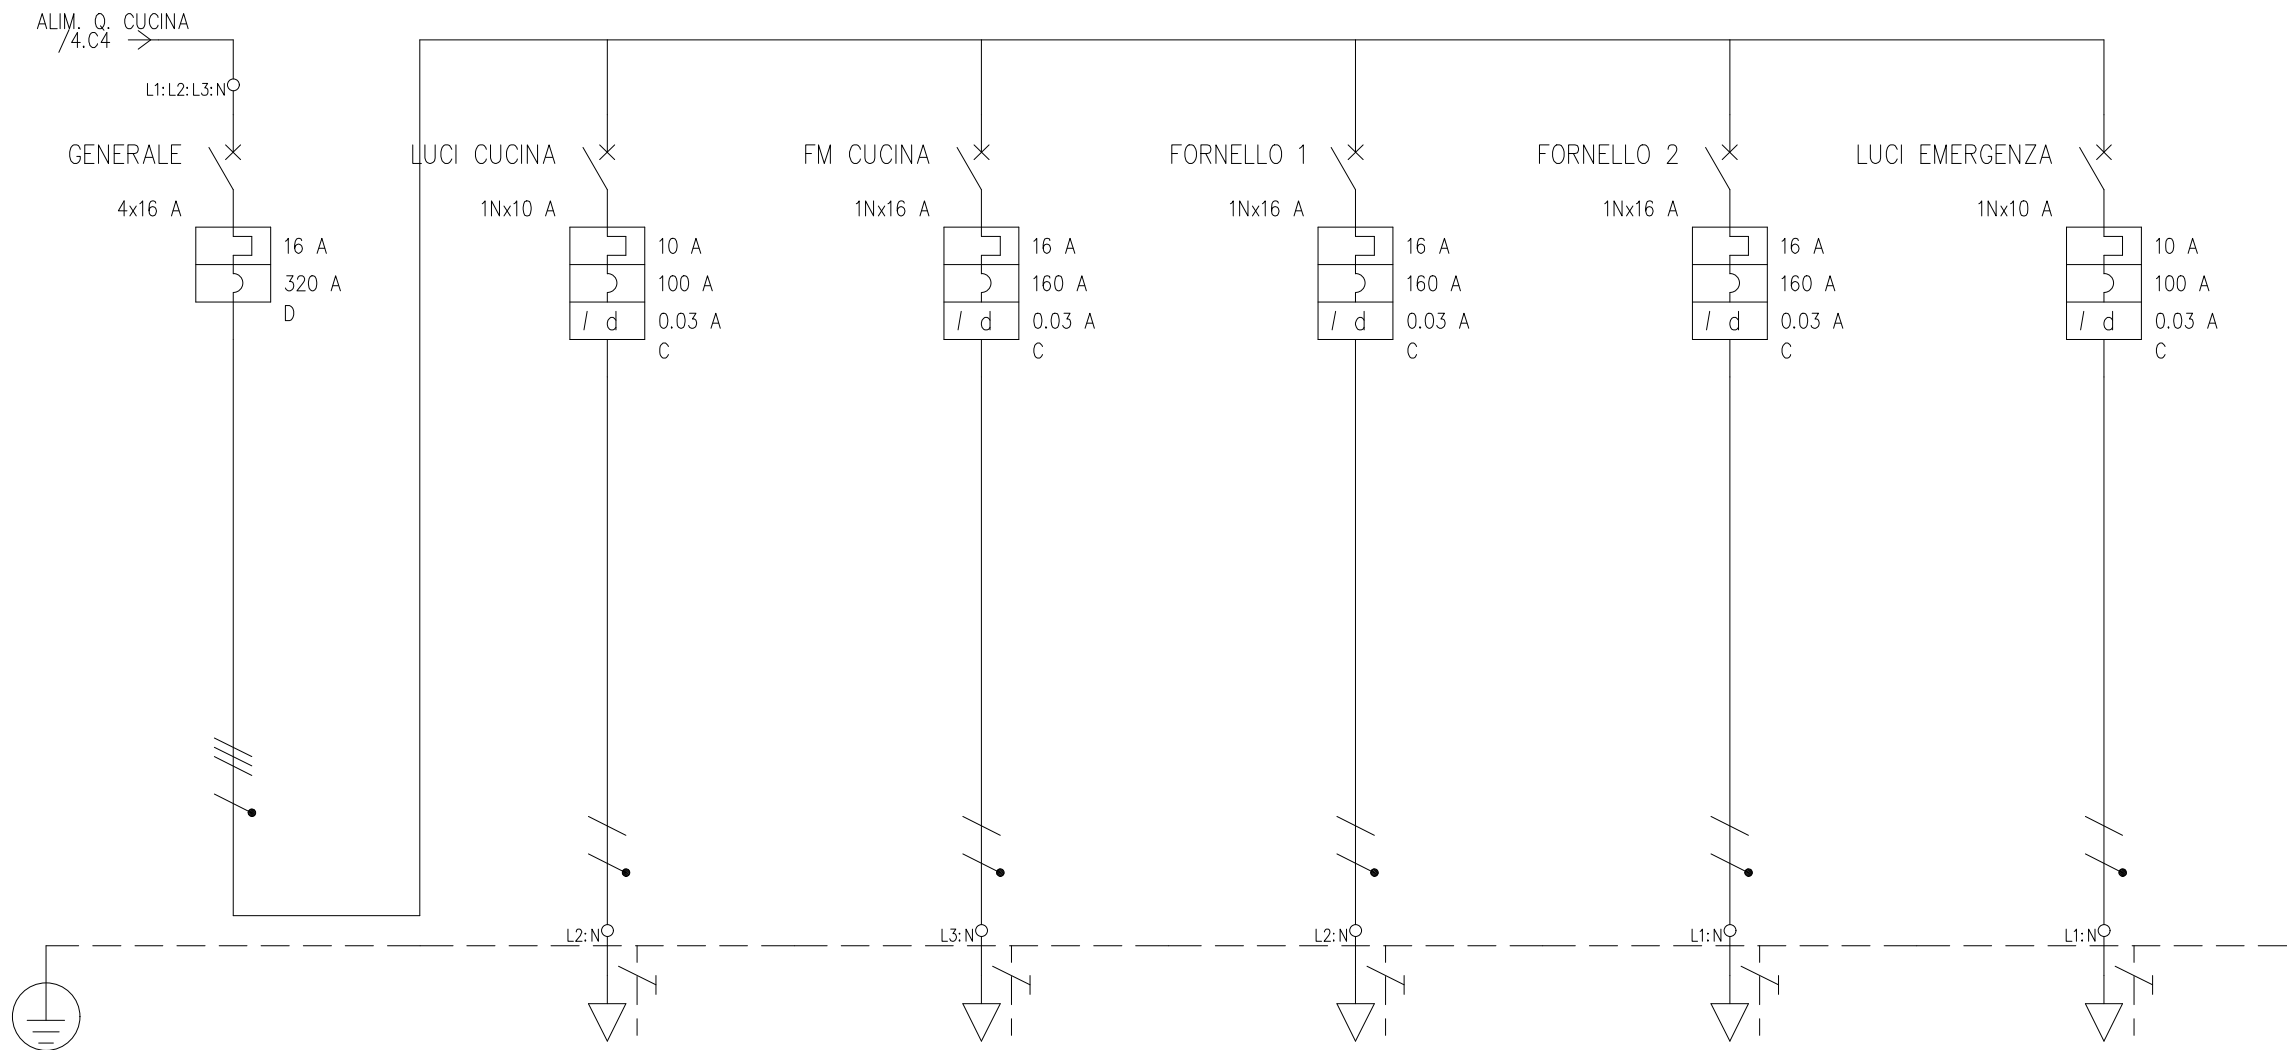 ALIM. Q. CUCINA
/4.C4
L1:L2:L3:N
GENERALE
4x16 A
16 A
320 A
D
LUCI CUCINA
1Nx10 A
10 A
100 A
I d
0.03 A
C
L2:N
FM CUCINA
1Nx16 A
16 A
160 A
I d
0.03 A
C
L3:N
FORNELLO 1
1Nx16 A
16 A
160 A
I d
0.03 A
C
L2:N
FORNELLO 2
1Nx16 A
16 A
160 A
I d
0.03 A
C
L1:N
LUCI EMERGENZA
1Nx10 A
10 A
100 A
I d
0.03 A
C
L1:N